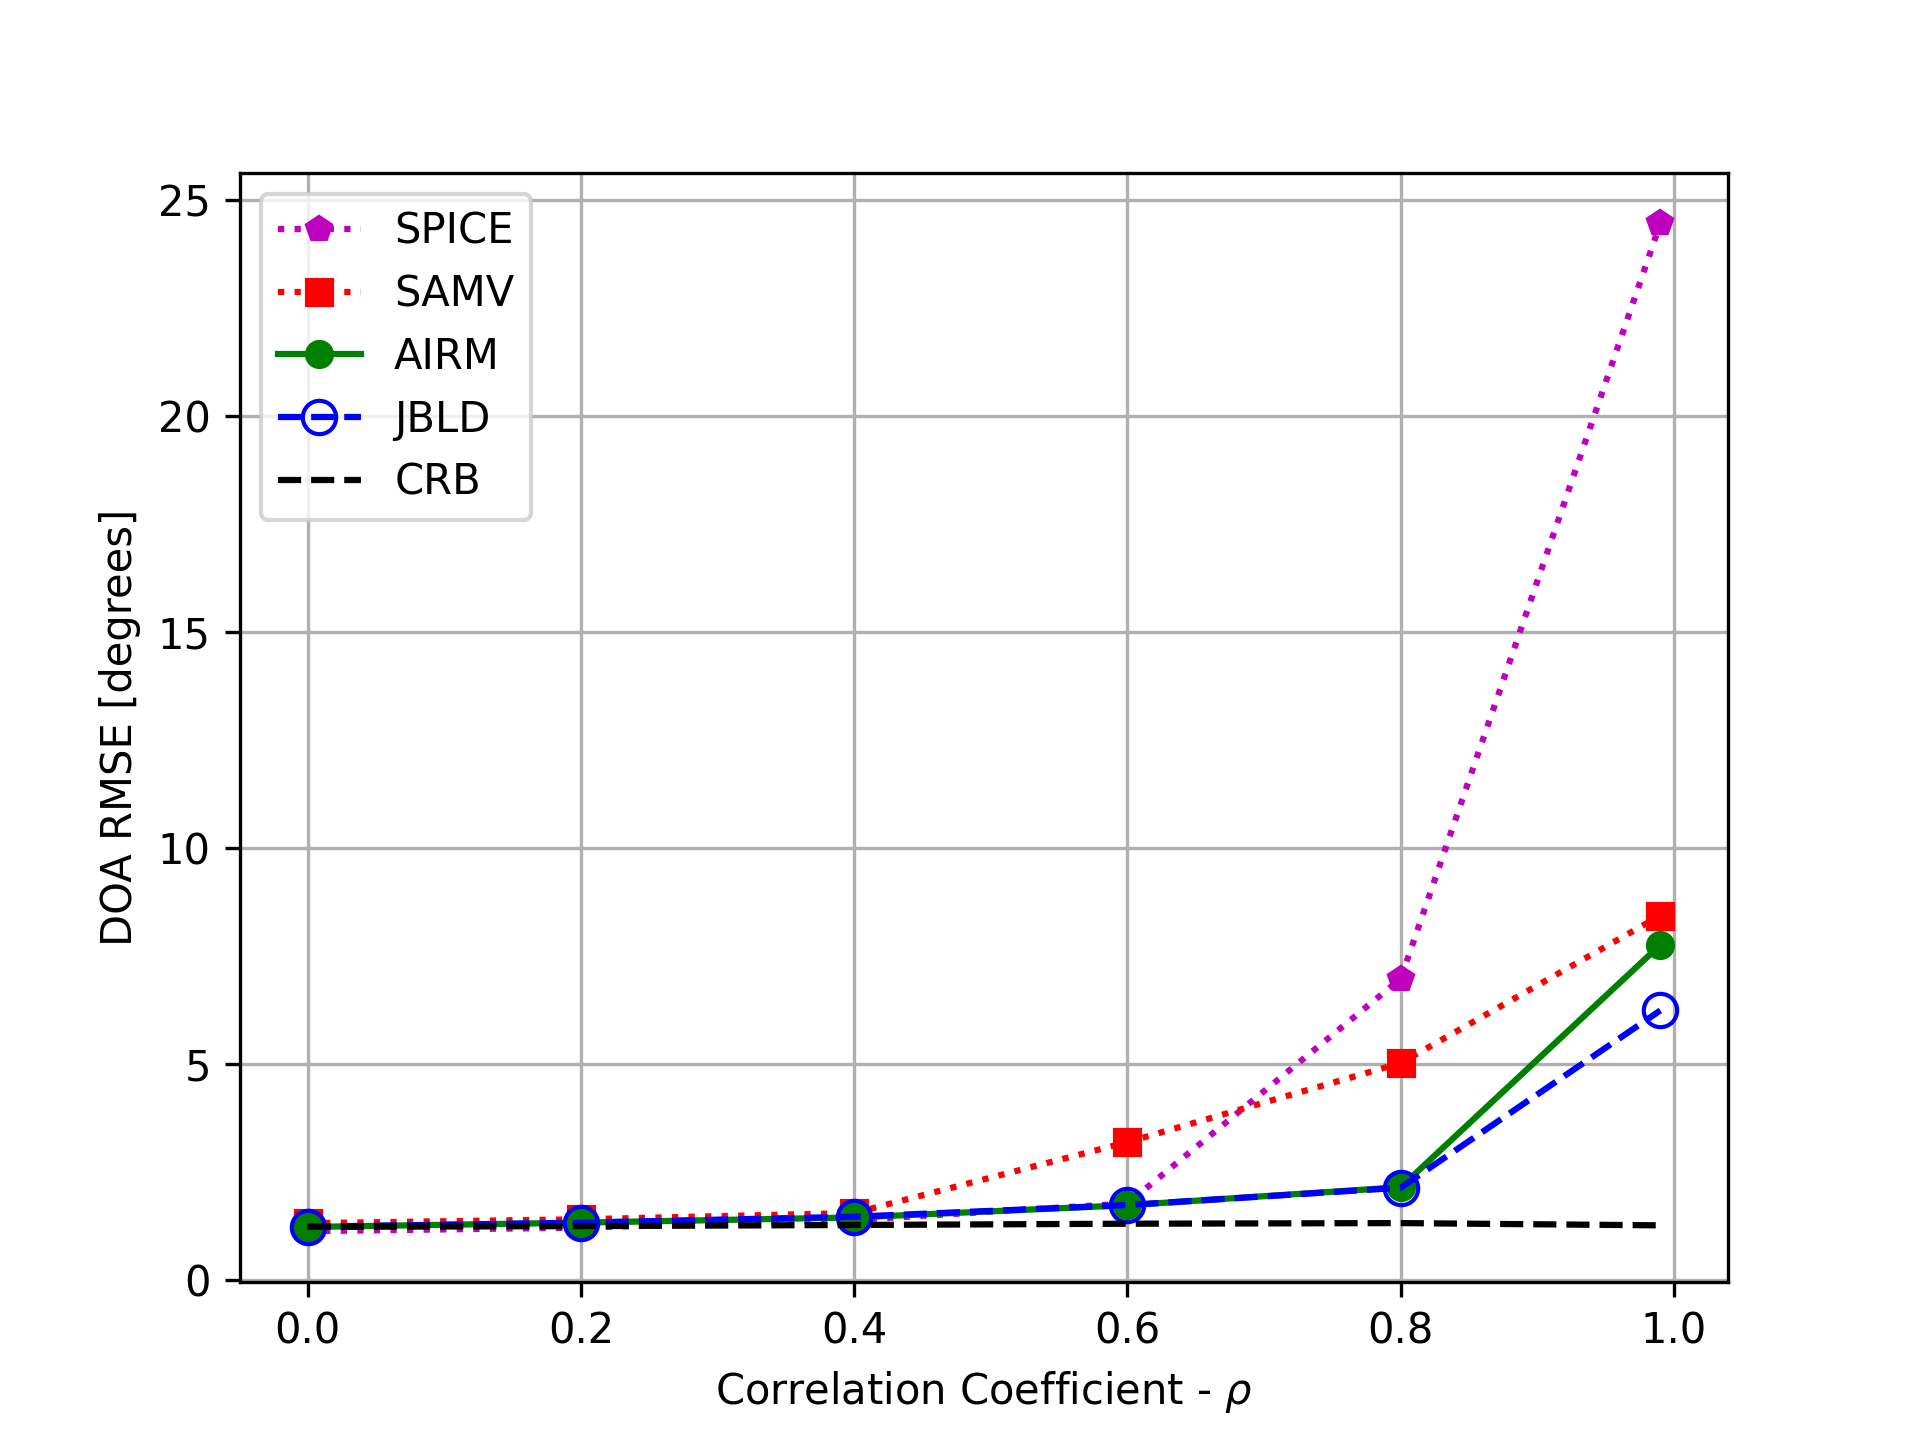 SPICE
SAMV
AIRM
JBLD
CRB
25
20
15
10
5
0
DOA RMSE [degrees]
0.0 0.2 0.4 0.6 0.8 1.0
Correlation Coefficient - ρ